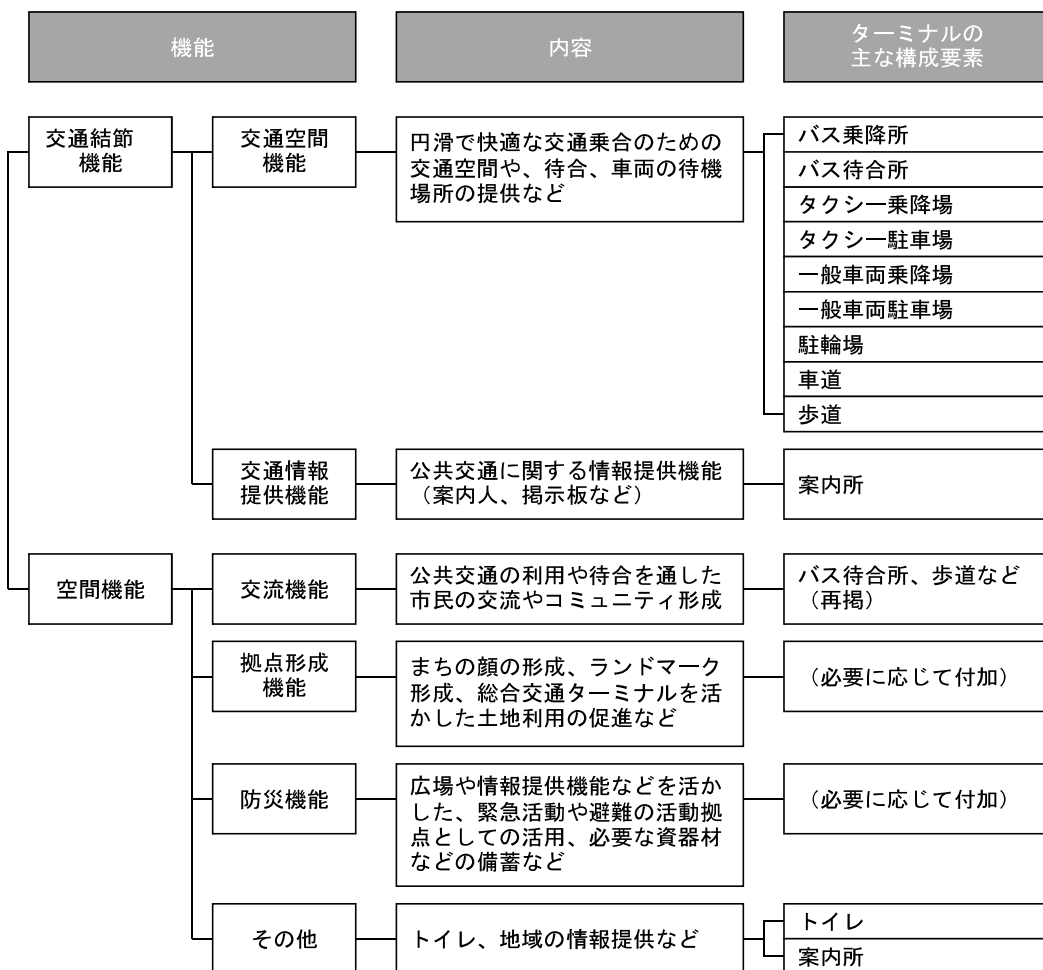 機能
内容
ターミナルの
主な構成要素
交通結節
機能
交通空間
機能
円滑で快適な交通乗合のための
交通空間や、待合、車両の待機
場所の提供など
バス乗降所
バス待合所
タクシー乗降場
タクシー駐車場
一般車両乗降場
一般車両駐車場
駐輪場
車道
歩道
交通情報
提供機能
公共交通に関する情報提供機能
（案内人、掲示板など）
案内所
空間機能
交流機能
公共交通の利用や待合を通した
市民の交流やコミュニティ形成
バス待合所、歩道など
（再掲）
拠点形成
機能
まちの顔の形成、ランドマーク
形成、総合交通ターミナルを活
かした土地利用の促進など
（必要に応じて付加）
防災機能
広場や情報提供機能などを活か
した、緊急活動や避難の活動拠
点としての活用、必要な資器材
などの備蓄など
（必要に応じて付加）
その他
トイレ、地域の情報提供など
トイレ
案内所